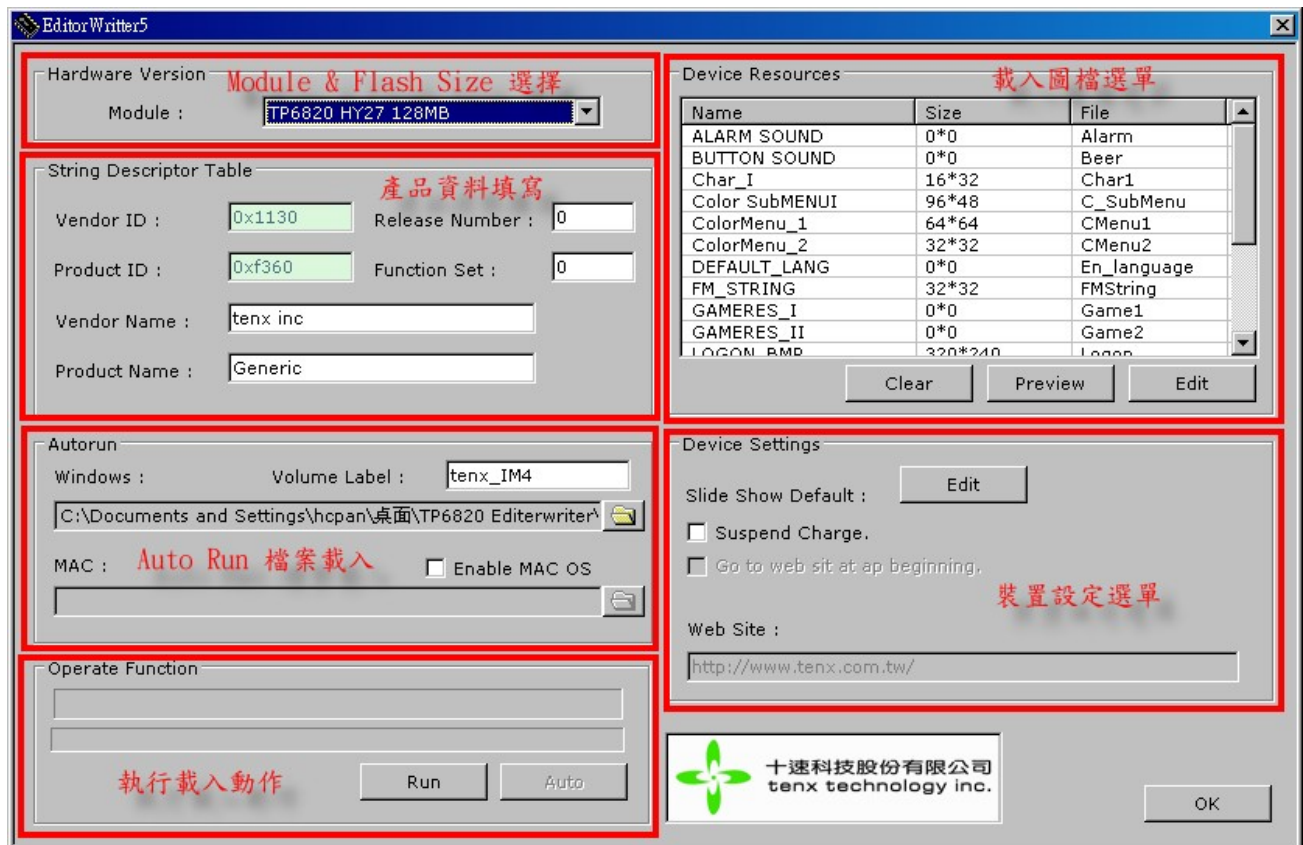 EditorWritter5
Hardware Version
Module & Flash Size 選擇
Module :
TP6820 HY27 128MB
String Descriptor Table
產品資料填寫
Vendor ID :
0x1130
Release Number :
0
Product ID :
0xf360
Function Set :
0
Vendor Name :
tenx inc
Product Name :
Generic
Autorun
Windows :
Volume Label :
tenx_IM4
C:\Documents and Settings\hcpan\桌面\TP6820 Editerwriter\
MAC :
Auto Run 檔案載入
Enable MAC OS
Operate Function
執行載入動作
Run
Auto
Device Resources
載入圖檔選單
Name Size File
ALARM SOUND 0*0 Alarm
BUTTON SOUND 0*0 Beer
Char_I 16*32 Char1
Color SubMENUI 96*48 C_SubMenu
ColorMenu_1 64*64 CMenu1
ColorMenu_2 32*32 CMenu2
DEFAULT_LANG 0*0 En_language
FM_STRING 32*32 FMString
GAMERES_I 0*0 Game1
GAMERES_II 0*0 Game2
LOGON_BMP 320*240 Logon
Clear
Preview
Edit
Device Settings
Slide Show Default :
Edit
Suspend Charge.
Go to web sit at ap beginning.
裝置設定選單
Web Site :
http://www.tenx.com.tw/
十速科技股份有限公司
tenx technology inc.
OK